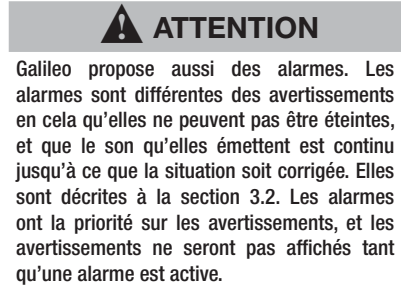 ATTENTION
Galileo propose aussi des alarmes. Les
alarmes sont différentes des avertissements
en cela qu'elles ne peuvent pas être éteintes,
et que le son qu'elles émettent est continu
jusqu'à ce que la situation soit corrigée. Elles
sont décrites à la section 3.2. Les alarmes
ont la priorité sur les avertissements, et les
avertissements ne seront pas affichés tant
qu'une alarme est active.